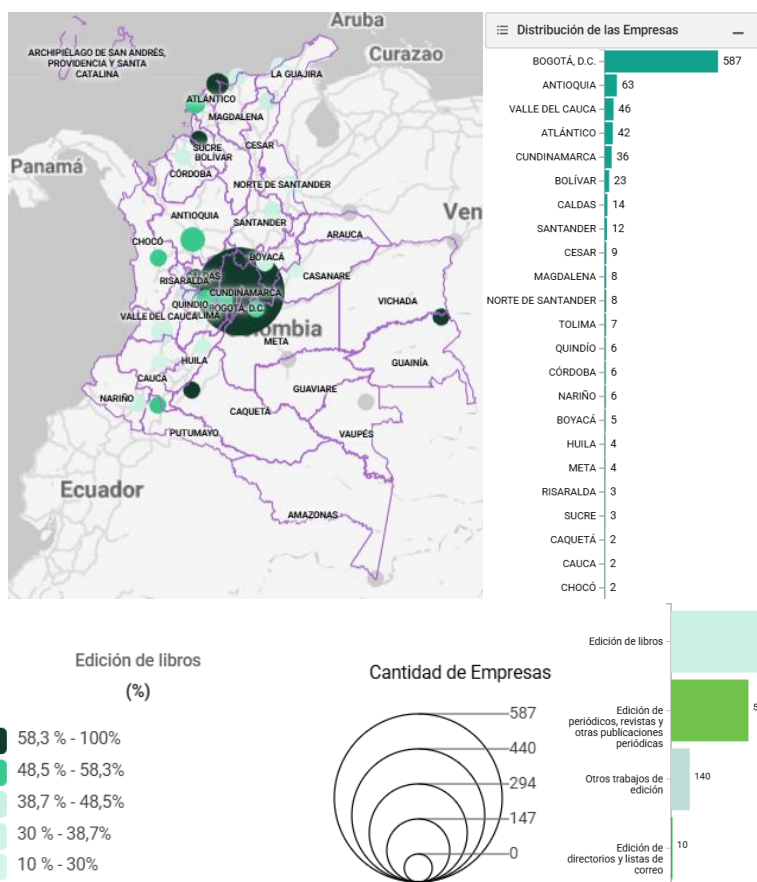 Aruba
Curazao
ARCHIPIÉLAGO DE SAN ANDRÉS,
PROVIDENCIA Y SANTA
CATALINA
LA GUAJIRA
ATLÁNTICO
MAGDALENA
SUCRE
BOLÍVAR
CESAR
Panamá
CÓRDOBA
NORTE DE SANTANDER
ANTIOQUIA
SANTANDER
Ven
ARAUCA
CHOCÓ
BOYACÁ
CASANARE
RISARALDA
CUNDINAMARCA
VICHADA
QUINDÍO
BOGOTÁ, D.C.
VALLE DEL CAUCA
META
HUILA
GUAINÍA
CAUCA
GUAVIARE
NARIÑO
CAQUETÁ
PUTUMAYO
VAUPÉS
Ecuador
AMAZONAS
Distribución de las Empresas
BOGOTÁ, D.C. 587
ANTIOQUIA 63
VALLE DEL CAUCA 46
ATLÁNTICO 42
CUNDINAMARCA 36
BOLÍVAR 23
CALDAS 14
SANTANDER 12
CESAR 9
MAGDALENA 8
NORTE DE SANTANDER 8
TOLIMA 7
QUINDÍO 6
CÓRDOBA 6
NARIÑO 6
BOYACÁ 5
HUILA 4
META 4
RISARALDA 3
SUCRE 3
CAQUETÁ 2
CAUCA 2
CHOCÓ 2
Edición de libros
(%)
58,3 % - 100%
48,5 % - 58,3%
38,7 % - 48,5%
30 % - 38,7%
10 % - 30%
Cantidad de Empresas
587
440
294
147
0
Edición de libros
Edición de
periódicos, revistas y
otras publicaciones
periódicas
Otros trabajos de
edición
140
Edición de
directorios y listas de
correo
10